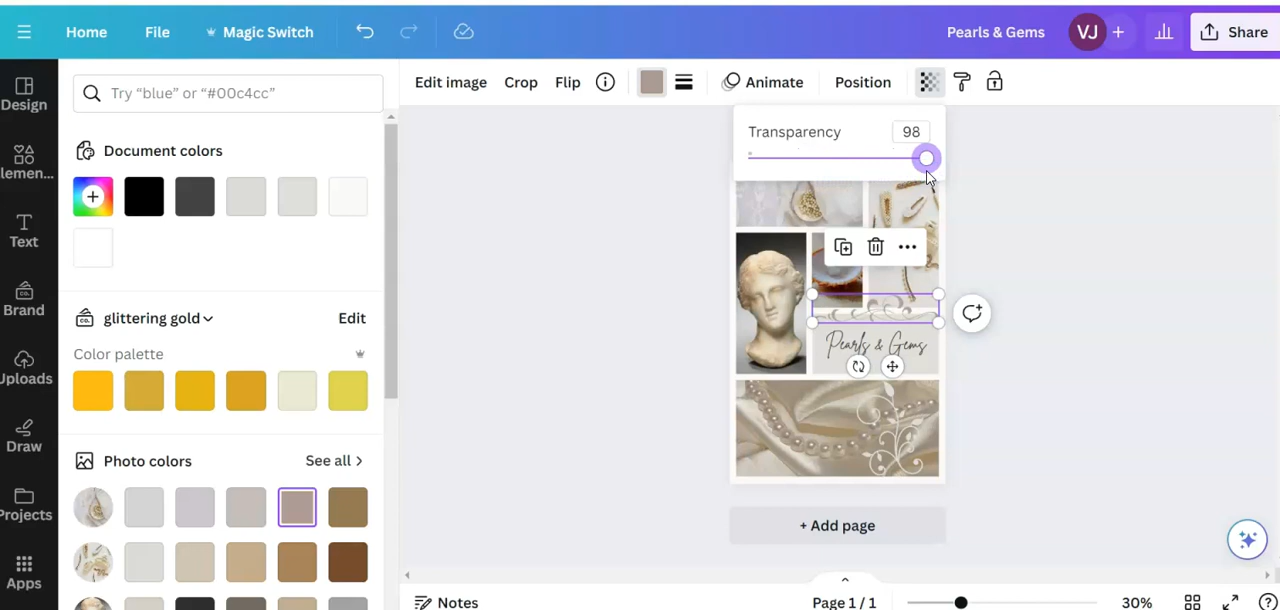 Home File Magic Switch Pearls & Gems VJ + Share
Edit image Crop Flip Animate Position
Design
Try “blue” or “#00c4cc”
Transparency 98
Document colors
Elemen...
Text
Brand
glittering gold Edit
Color palette
Pearls & Gems
Uploads
Draw
Photo colors See all >
Projects
+ Add page
Apps
Notes Page 1 / 1 30%